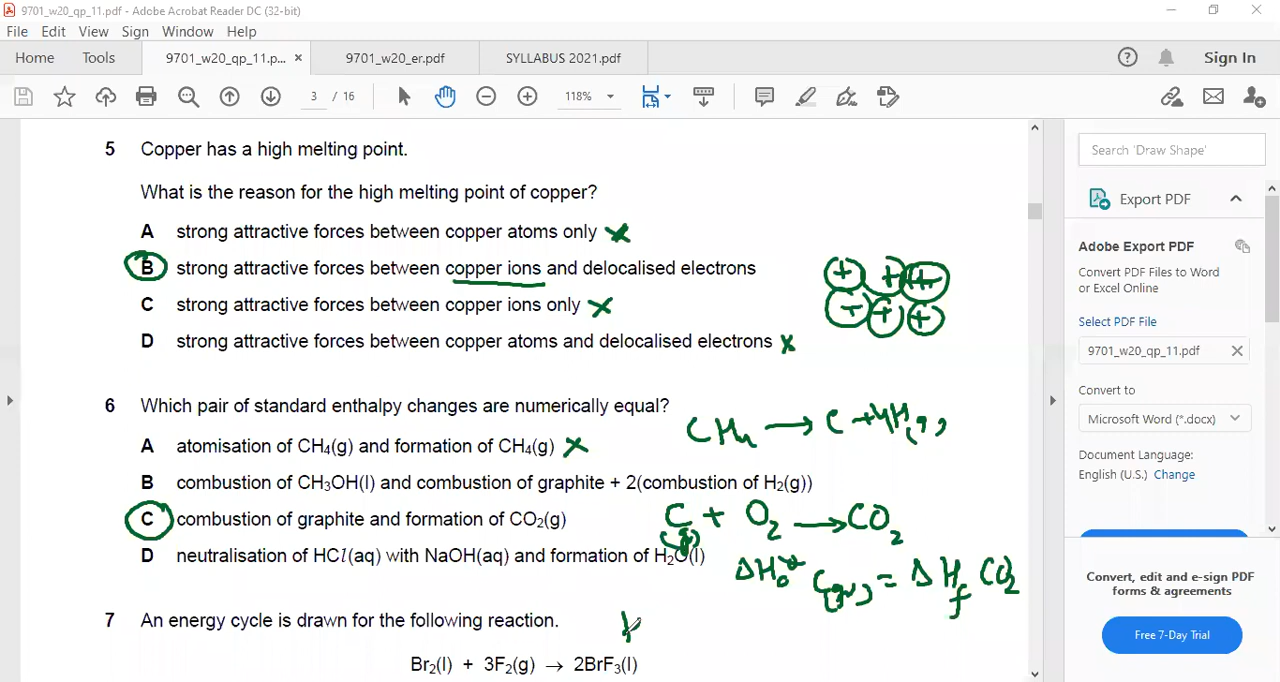 9701_w20_qp_11.pdf - Adobe Acrobat Reader DC (32-bit)
File Edit View Sign Window Help
Home Tools 9701_w20_qp_11.p... × 9701_w20_er.pdf SYLLABUS 2021.pdf Sign In
3 / 16 118%
5 Copper has a high melting point.
What is the reason for the high melting point of copper?
A strong attractive forces between copper atoms only ×
B strong attractive forces between copper ions and delocalised electrons
C strong attractive forces between copper ions only ×
D strong attractive forces between copper atoms and delocalised electrons ×
+ + +
+ +
6 Which pair of standard enthalpy changes are numerically equal?
CH4 → C + 4H(g)
A atomisation of CH4(g) and formation of CH4(g) ×
B combustion of CH3OH(l) and combustion of graphite + 2(combustion of H2(g))
C combustion of graphite and formation of CO2(g)
C + O2 → CO2
(g)
D neutralisation of HCl(aq) with NaOH(aq) and formation of H2O(l)
= ΔHf CO2
7 An energy cycle is drawn for the following reaction.
Br2(l) + 3F2(g) → 2BrF3(l)
Search 'Draw Shape'
Export PDF
Adobe Export PDF
Convert PDF Files to Word
or Excel Online
Select PDF File
9701_w20_qp_11.pdf ×
Convert to
Microsoft Word (*.docx)
Document Language:
English (U.S.) Change
Convert, edit and e-sign PDF
forms & agreements
Free 7-Day Trial